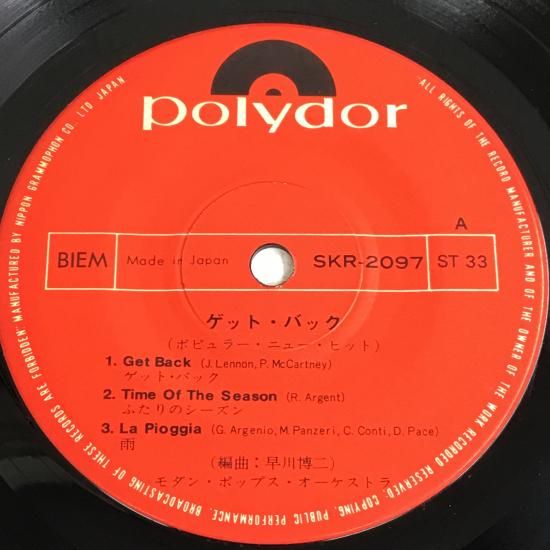 polydor
A
BIEM Made in Japan SKR-2097 ST 33
ゲット・バック
(ポピュラー・ニュー・ヒット)
1. Get Back (J. Lennon, P. McCartney)
ゲット・バック
2. Time Of The Season (R. Argent)
ふたりのシーズン
3. La Pioggia (G. Argenio, M. Panzeri, C. Conti, D. Pace)
雨
(編曲：早川博二)
モダン・ポップス・オーケストラ
ALL RIGHTS OF THE RECORD MANUFACTURER AND OF THE OWNER OF THE WORK RECORDED RESERVED. COPYING, PUBLIC PERFORMANCE, BROADCASTING OF THESE RECORDS ARE FORBIDDEN. MANUFACTURED BY NIPPON GRAMMOPHON CO., LTD. JAPAN.